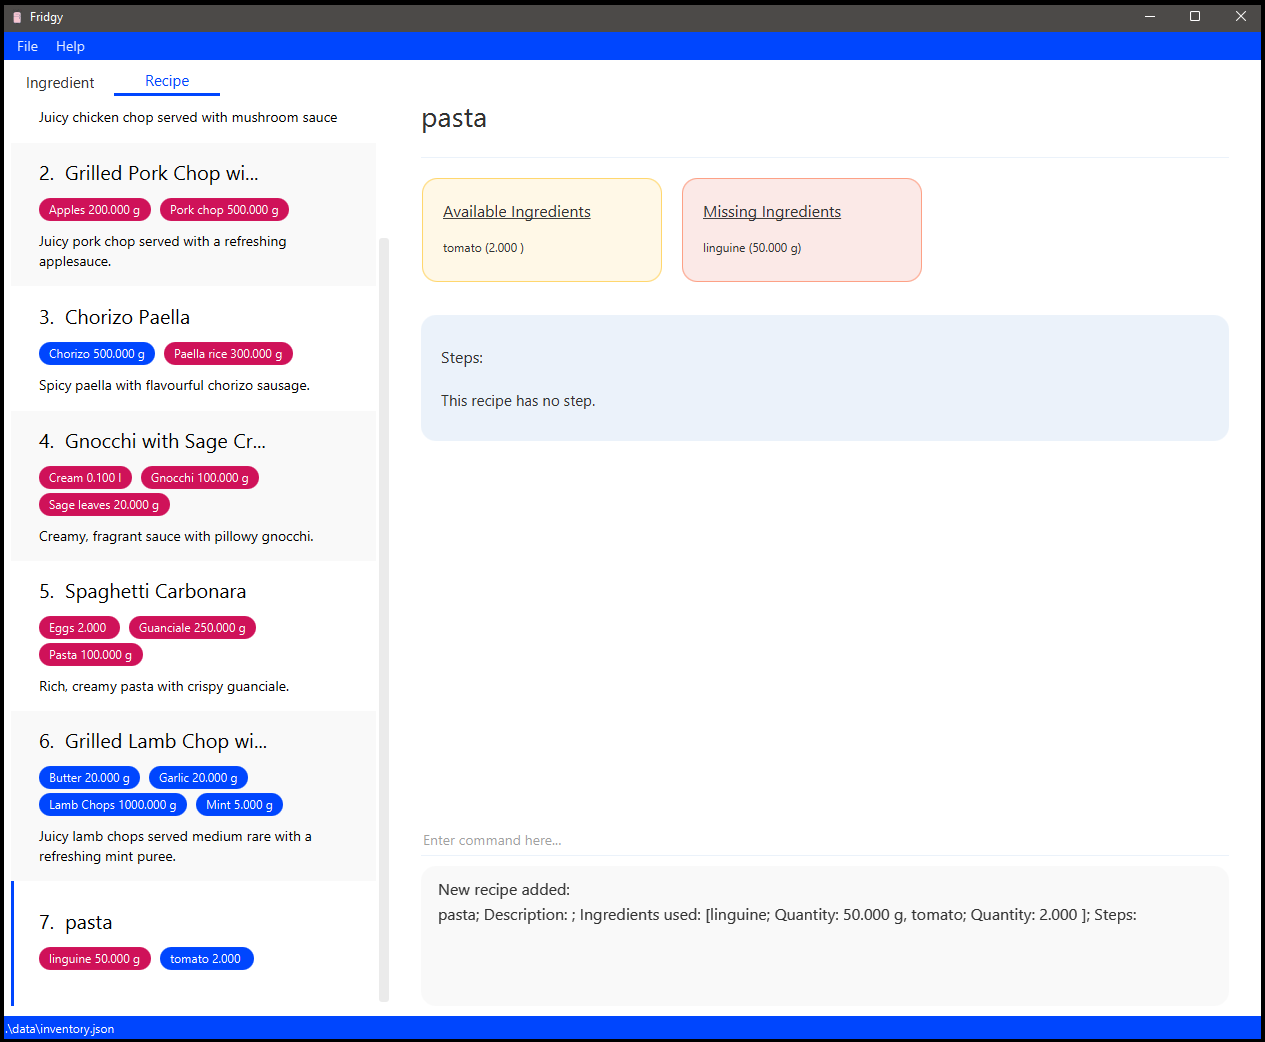 Fridgy
File Help
Ingredient Recipe
Juicy chicken chop served with mushroom sauce
2. Grilled Pork Chop wi...
Apples 200.000 g Pork chop 500.000 g
Juicy pork chop served with a refreshing
applesauce.
3. Chorizo Paella
Chorizo 500.000 g Paella rice 300.000 g
Spicy paella with flavourful chorizo sausage.
4. Gnocchi with Sage Cr...
Cream 0.100 l Gnocchi 100.000 g
Sage leaves 20.000 g
Creamy, fragrant sauce with pillowy gnocchi.
5. Spaghetti Carbonara
Eggs 2.000 Guanciale 250.000 g
Pasta 100.000 g
Rich, creamy pasta with crispy guanciale.
6. Grilled Lamb Chop wi...
Butter 20.000 g Garlic 20.000 g
Lamb Chops 1000.000 g Mint 5.000 g
Juicy lamb chops served medium rare with a
refreshing mint puree.
7. pasta
linguine 50.000 g tomato 2.000
pasta
Available Ingredients
tomato (2.000 )
Missing Ingredients
linguine (50.000 g)
Steps:
This recipe has no step.
Enter command here...
New recipe added:
pasta; Description: ; Ingredients used: [linguine; Quantity: 50.000 g, tomato; Quantity: 2.000 ]; Steps:
.\data\inventory.json